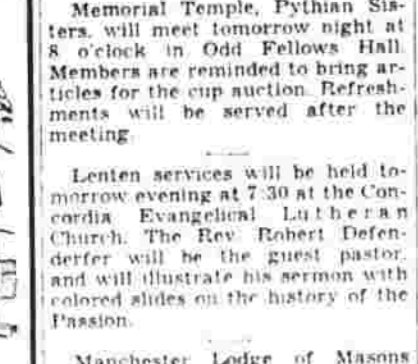 Memorial Temple, Pythian Sis-
ters, will meet tomorrow night at
8 o'clock in Odd Fellows Hall.
Members are reminded to bring ar-
ticles for the cup auction. Refresh-
ments will be served after the
meeting.
Lenten services will be held to-
morrow evening at 7:30 at the Con-
cordia Evangelical Lutheran
Church. The Rev. Robert Defen-
derfer will be the guest pastor,
and will illustrate his sermon with
colored slides on the history of the
Passion.
Manchester Lodge of Masons